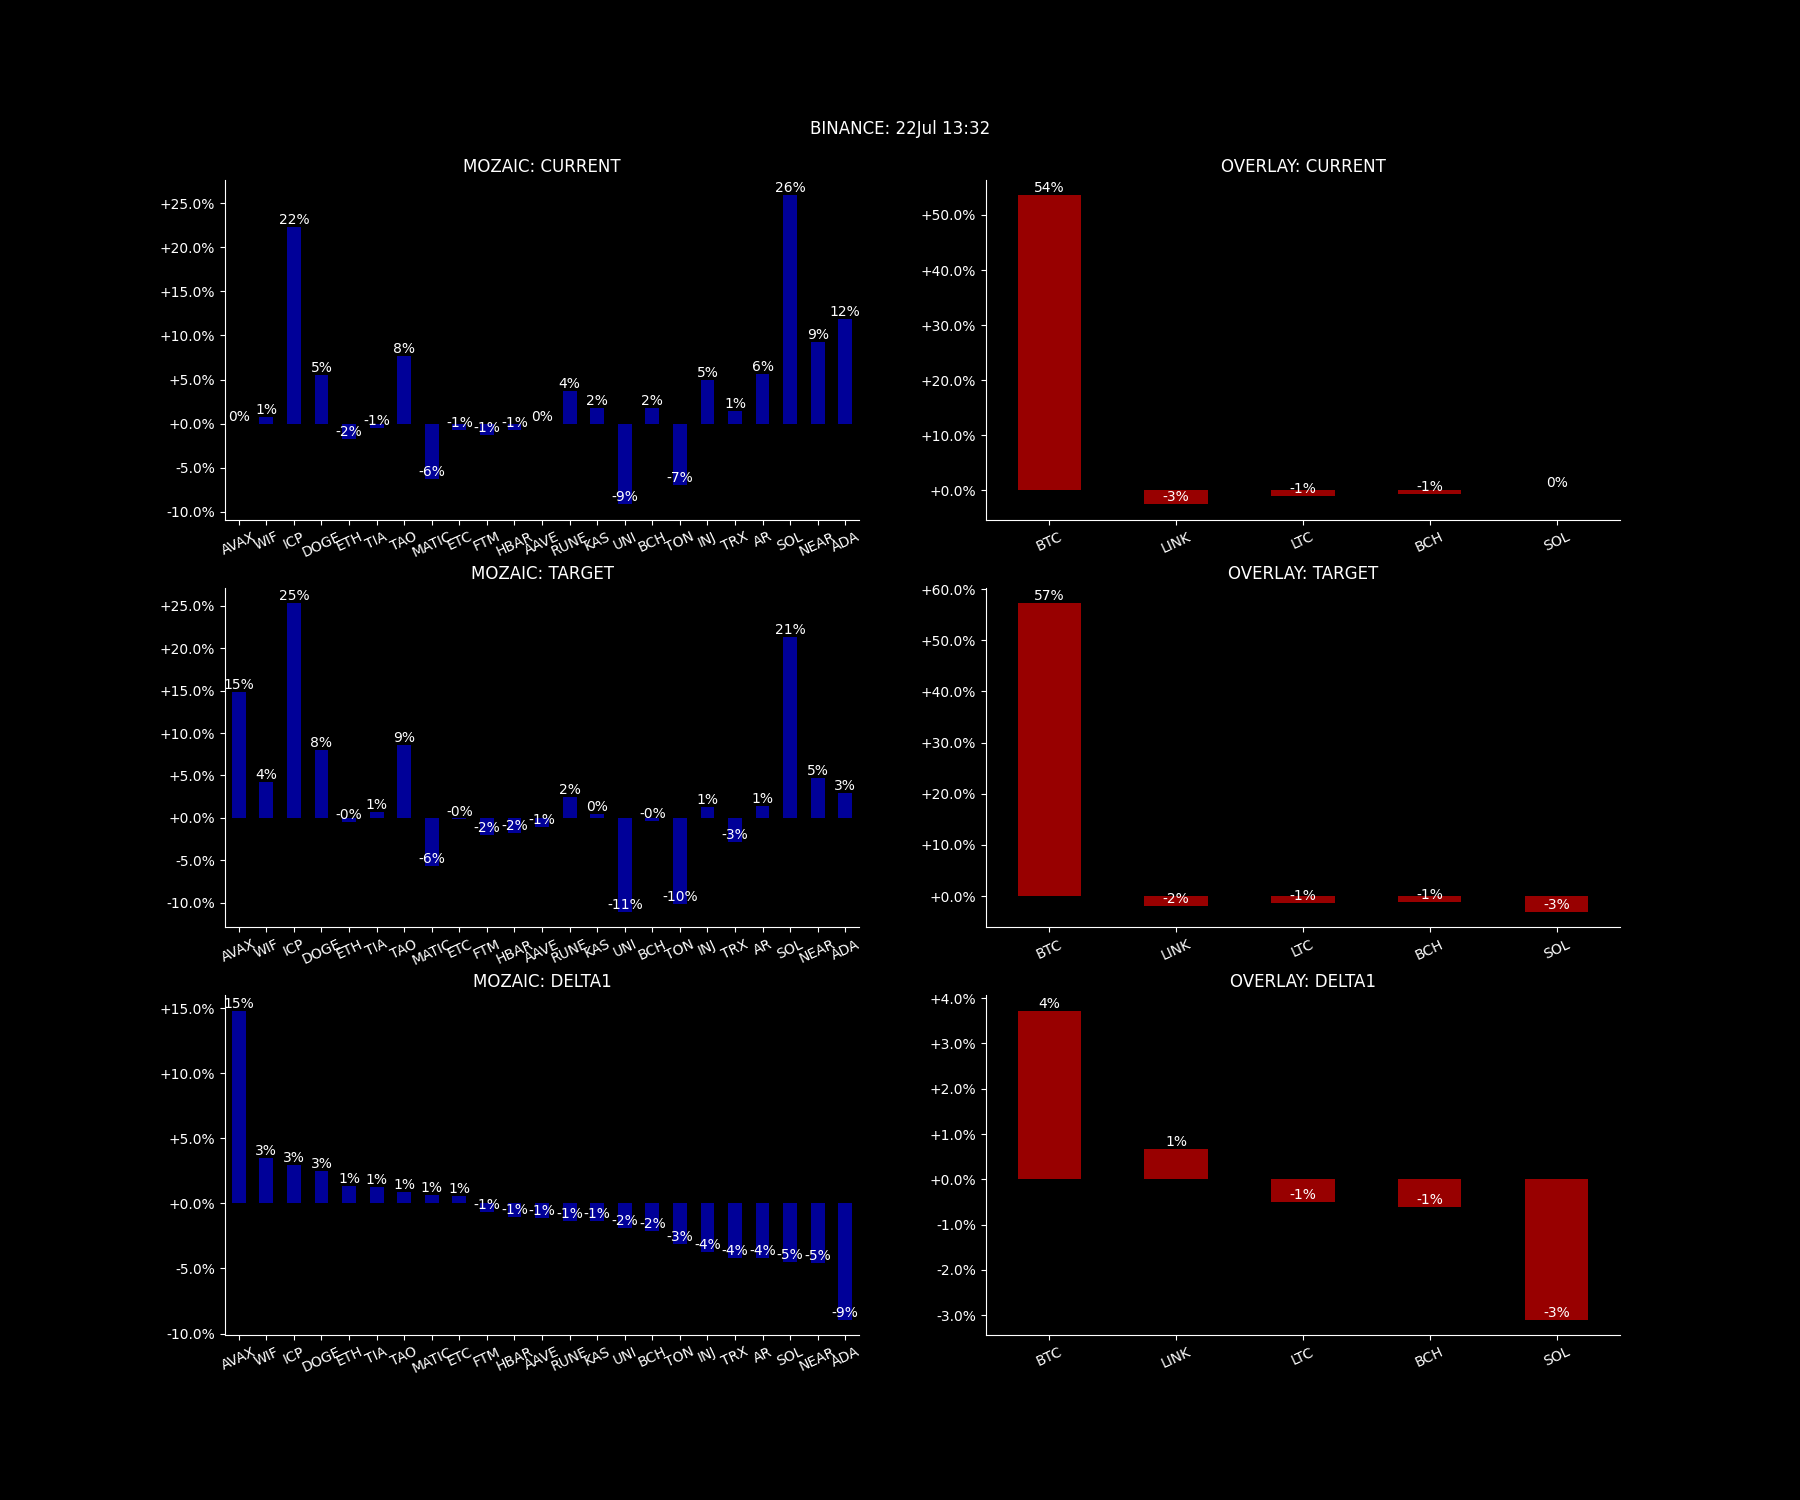 BINANCE: 22Jul 13:32
MOZAIC: CURRENT
+25.0%
+20.0%
+15.0%
+10.0%
+5.0%
+0.0%
-5.0%
-10.0%
0% 1% 22% 5% -2% -1% 8% -6% -1% -1% -1% 0% 4% 2% -9% 2% -7% 5% 1% 6% 26% 9% 12%
AVAX WIF ICP DOGE ETH TIA TAO MATIC ETC FTM HBAR AAVE RUNE KAS UNI BCH TON INJ TRX AR SOL NEAR ADA
OVERLAY: CURRENT
+50.0%
+40.0%
+30.0%
+20.0%
+10.0%
+0.0%
54% -3% -1% -1% 0%
BTC LINK LTC BCH SOL
MOZAIC: TARGET
+25.0%
+20.0%
+15.0%
+10.0%
+5.0%
+0.0%
-5.0%
-10.0%
15% 4% 25% 8% -0% 1% 9% -6% -0% -2% -2% -1% 2% 0% -11% -0% -10% 1% -3% 1% 21% 5% 3%
AVAX WIF ICP DOGE ETH TIA TAO MATIC ETC FTM HBAR AAVE RUNE KAS UNI BCH TON INJ TRX AR SOL NEAR ADA
OVERLAY: TARGET
+60.0%
+50.0%
+40.0%
+30.0%
+20.0%
+10.0%
+0.0%
57% -2% -1% -1% -3%
BTC LINK LTC BCH SOL
MOZAIC: DELTA1
+15.0%
+10.0%
+5.0%
+0.0%
-5.0%
-10.0%
15% 3% 3% 3% 1% 1% 1% 1% 1% -1% -1% -1% -1% -1% -2% -2% -3% -4% -4% -4% -5% -5% -9%
AVAX WIF ICP DOGE ETH TIA TAO MATIC ETC FTM HBAR AAVE RUNE KAS UNI BCH TON INJ TRX AR SOL NEAR ADA
OVERLAY: DELTA1
+4.0%
+3.0%
+2.0%
+1.0%
+0.0%
-1.0%
-2.0%
-3.0%
4% 1% -1% -1% -3%
BTC LINK LTC BCH SOL